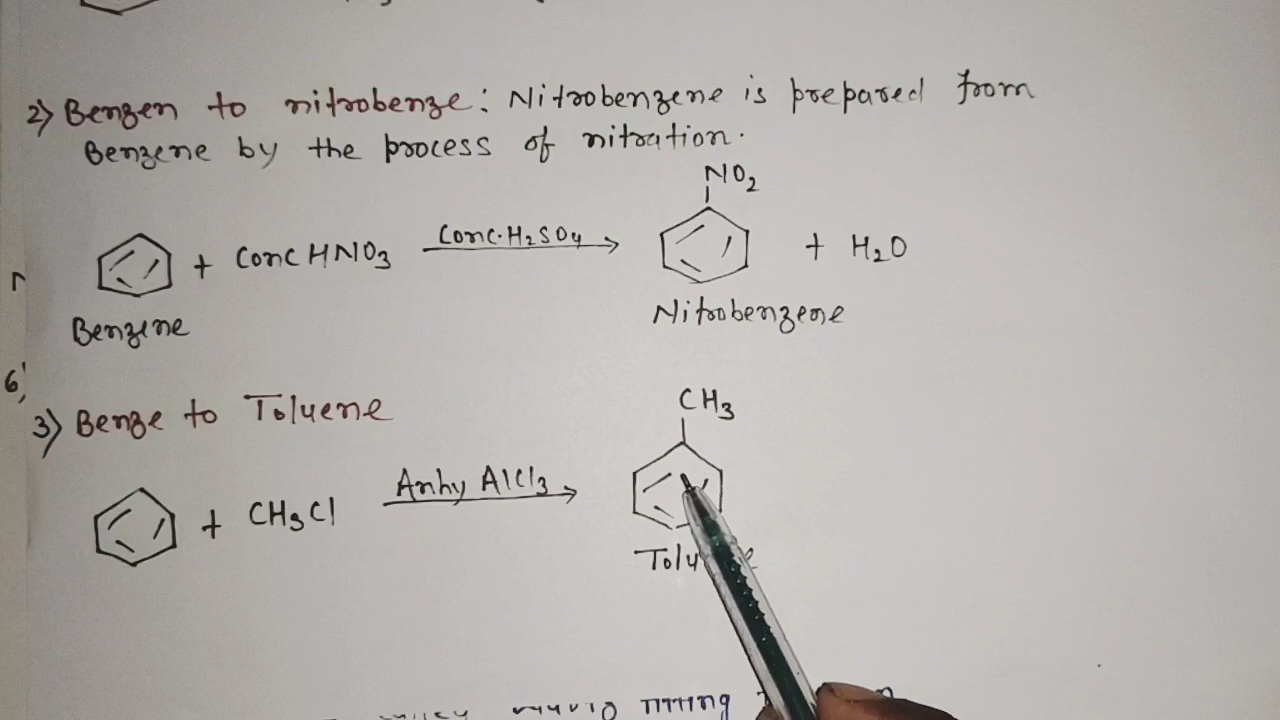 2) Benzen to nitrobenze: Nitrobenzene is prepared from
Benzene by the process of nitration.
NO2
+ Conc HNO3 Conc. H2SO4 + H2O
Benzene Nitrobenzene
6)
3) Benze to Toluene
CH3
+ CH3Cl Anhy AlCl3